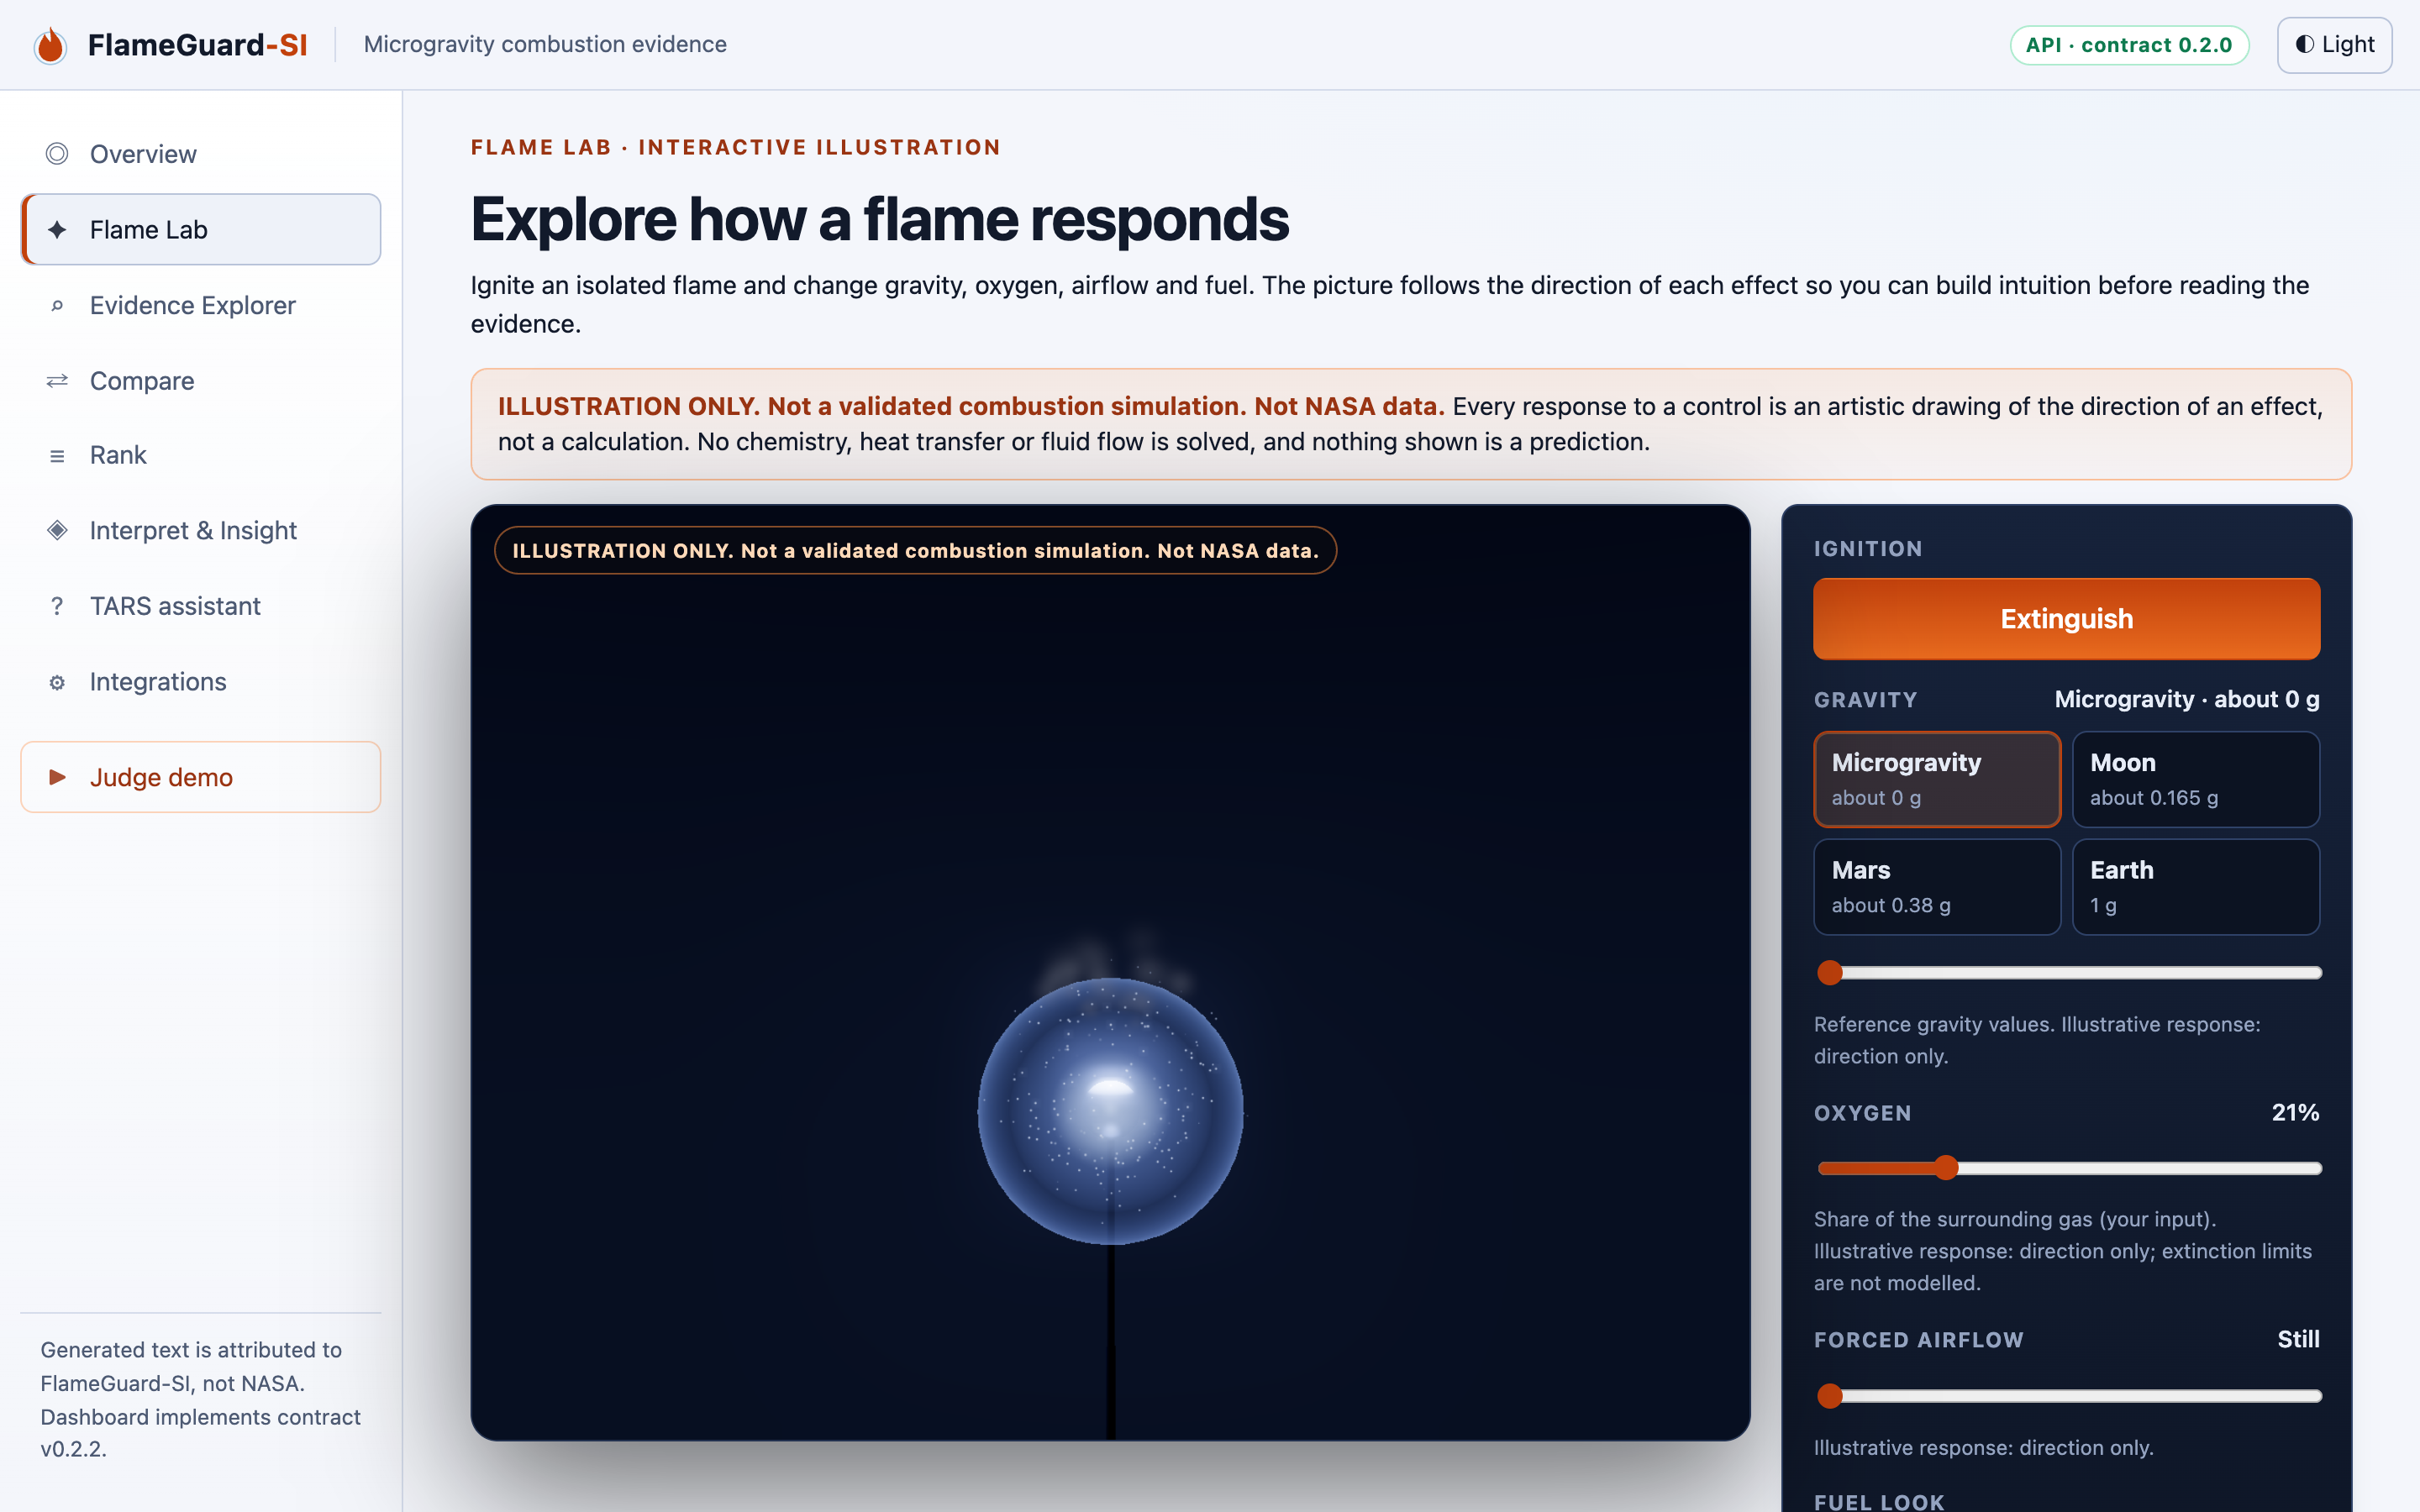 FlameGuard-SI
Microgravity combustion evidence
API · contract 0.2.0
Light
Overview
Flame Lab
Evidence Explorer
Compare
Rank
Interpret & Insight
? TARS assistant
Integrations
Judge demo
Generated text is attributed to
FlameGuard-SI, not NASA.
Dashboard implements contract
v0.2.2.
FLAME LAB · INTERACTIVE ILLUSTRATION
Explore how a flame responds
Ignite an isolated flame and change gravity, oxygen, airflow and fuel. The picture follows the direction of each effect so you can build intuition before reading the
evidence.
ILLUSTRATION ONLY. Not a validated combustion simulation. Not NASA data. Every response to a control is an artistic drawing of the direction of an effect,
not a calculation. No chemistry, heat transfer or fluid flow is solved, and nothing shown is a prediction.
ILLUSTRATION ONLY. Not a validated combustion simulation. Not NASA data.
IGNITION
Extinguish
GRAVITY
Microgravity · about 0 g
Microgravity
about 0 g
Moon
about 0.165 g
Mars
about 0.38 g
Earth
1 g
Reference gravity values. Illustrative response:
direction only.
OXYGEN
21%
Share of the surrounding gas (your input).
Illustrative response: direction only; extinction limits
are not modelled.
FORCED AIRFLOW
Still
Illustrative response: direction only.
FUEL LOOK